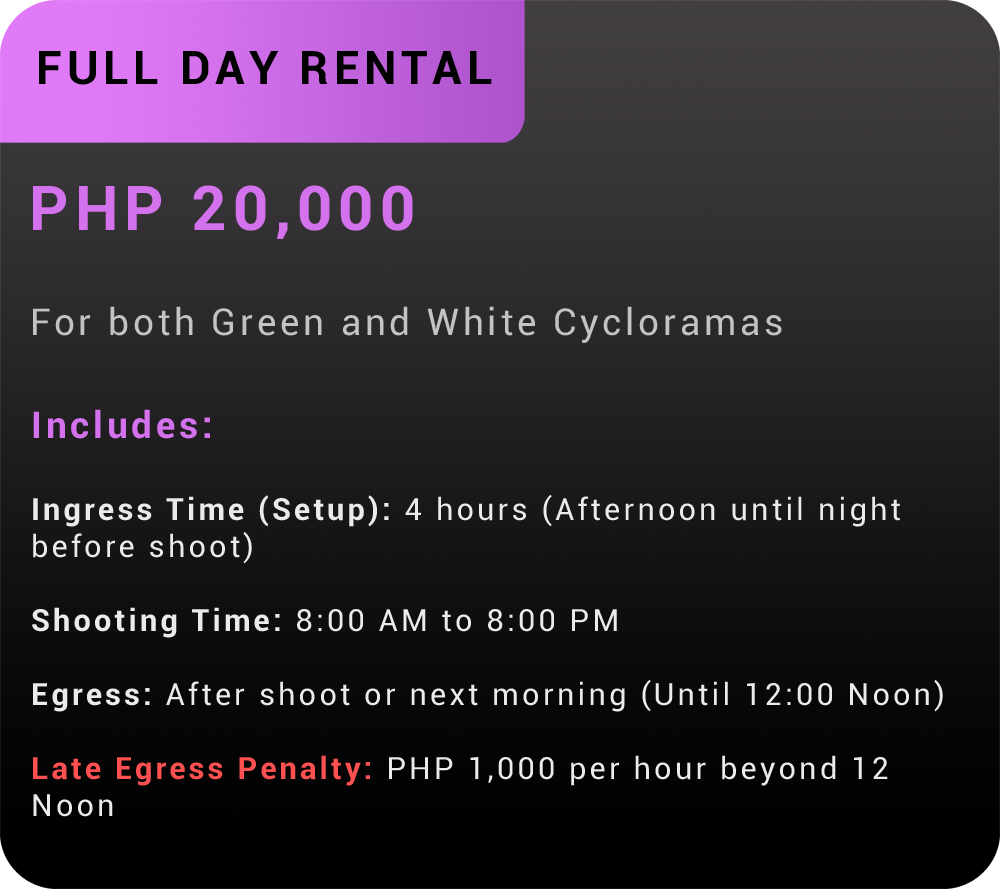 FULL DAY RENTAL
PHP 20,000
For both Green and White Cycloramas
Includes:
Ingress Time (Setup): 4 hours (Afternoon until night
before shoot)
Shooting Time: 8:00 AM to 8:00 PM
Egress: After shoot or next morning (Until 12:00 Noon)
Late Egress Penalty: PHP 1,000 per hour beyond 12
Noon